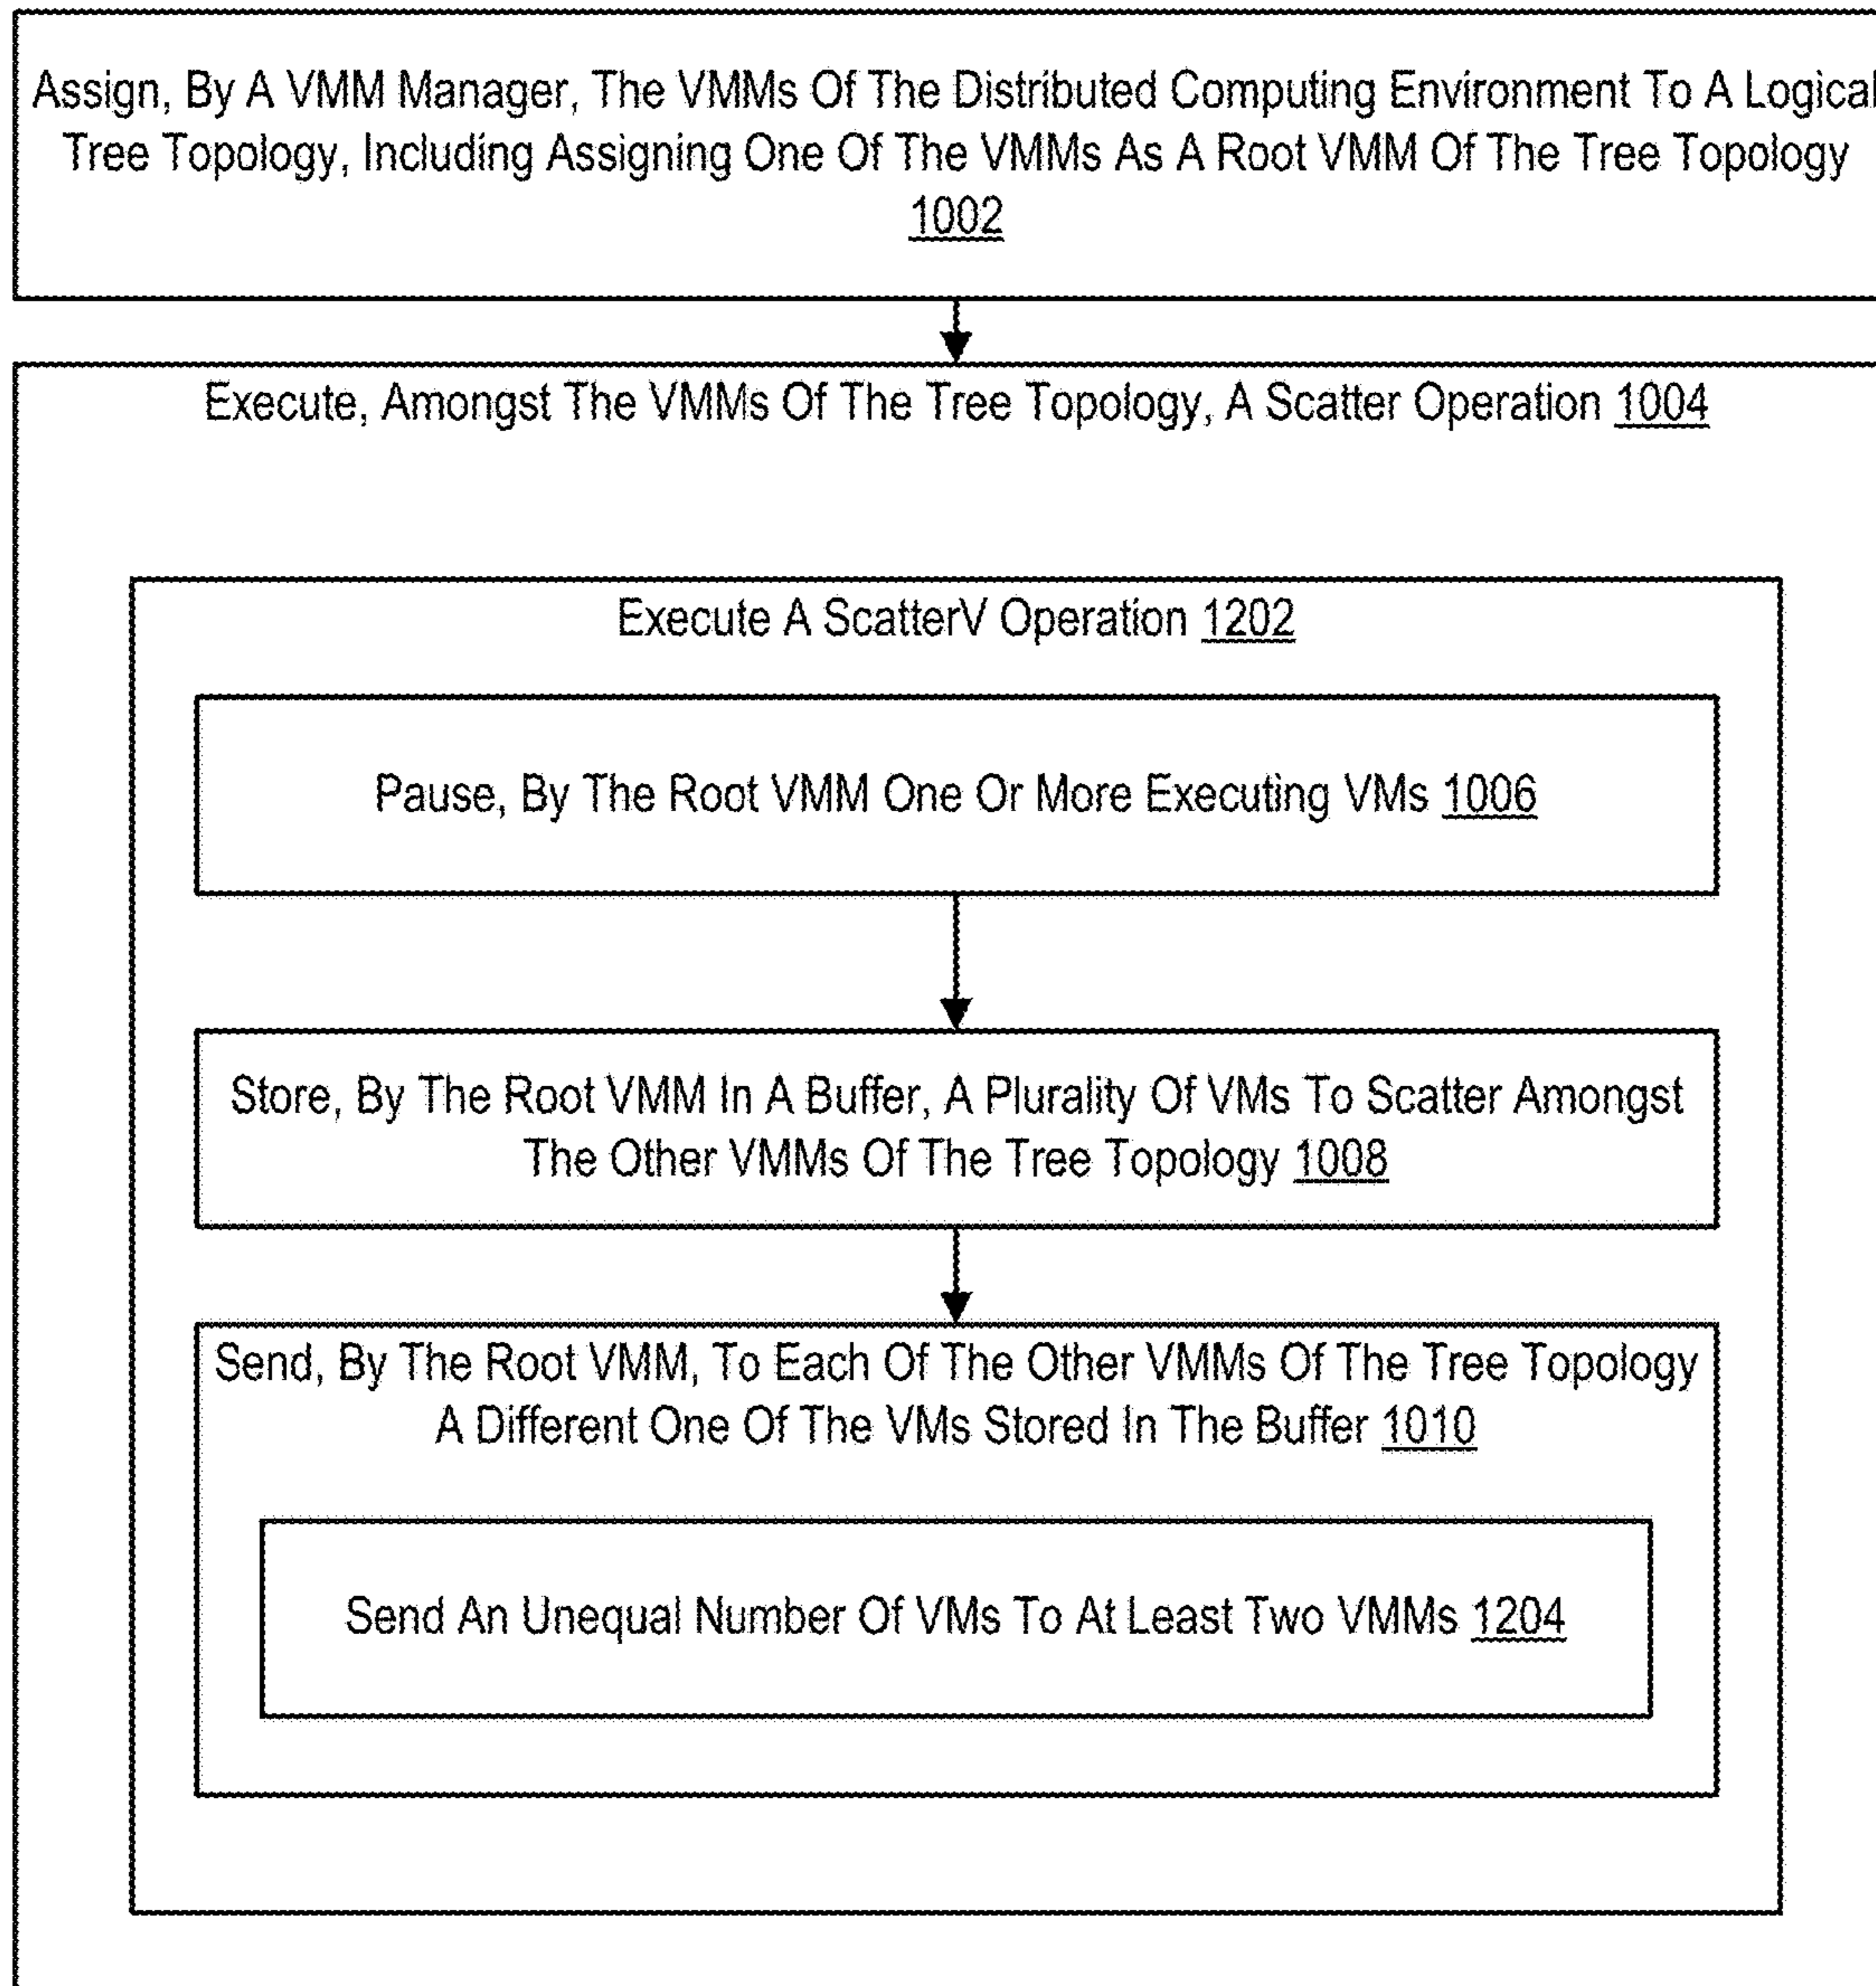 Assign, By A VMM Manager, The VMMs Of The Distributed Computing Environment To A Logical
Tree Topology, Including Assigning One Of The VMMs As A Root VMM Of The Tree Topology
1002
Execute, Amongst The VMMs Of The Tree Topology, A Scatter Operation 1004
Execute A ScatterV Operation 1202
Pause, By The Root VMM One Or More Executing VMs 1006
Store, By The Root VMM In A Buffer, A Plurality Of VMs To Scatter Amongst
The Other VMMs Of The Tree Topology 1008
Send, By The Root VMM, To Each Of The Other VMMs Of The Tree Topology
A Different One Of The VMs Stored In The Buffer 1010
Send An Unequal Number Of VMs To At Least Two VMMs 1204